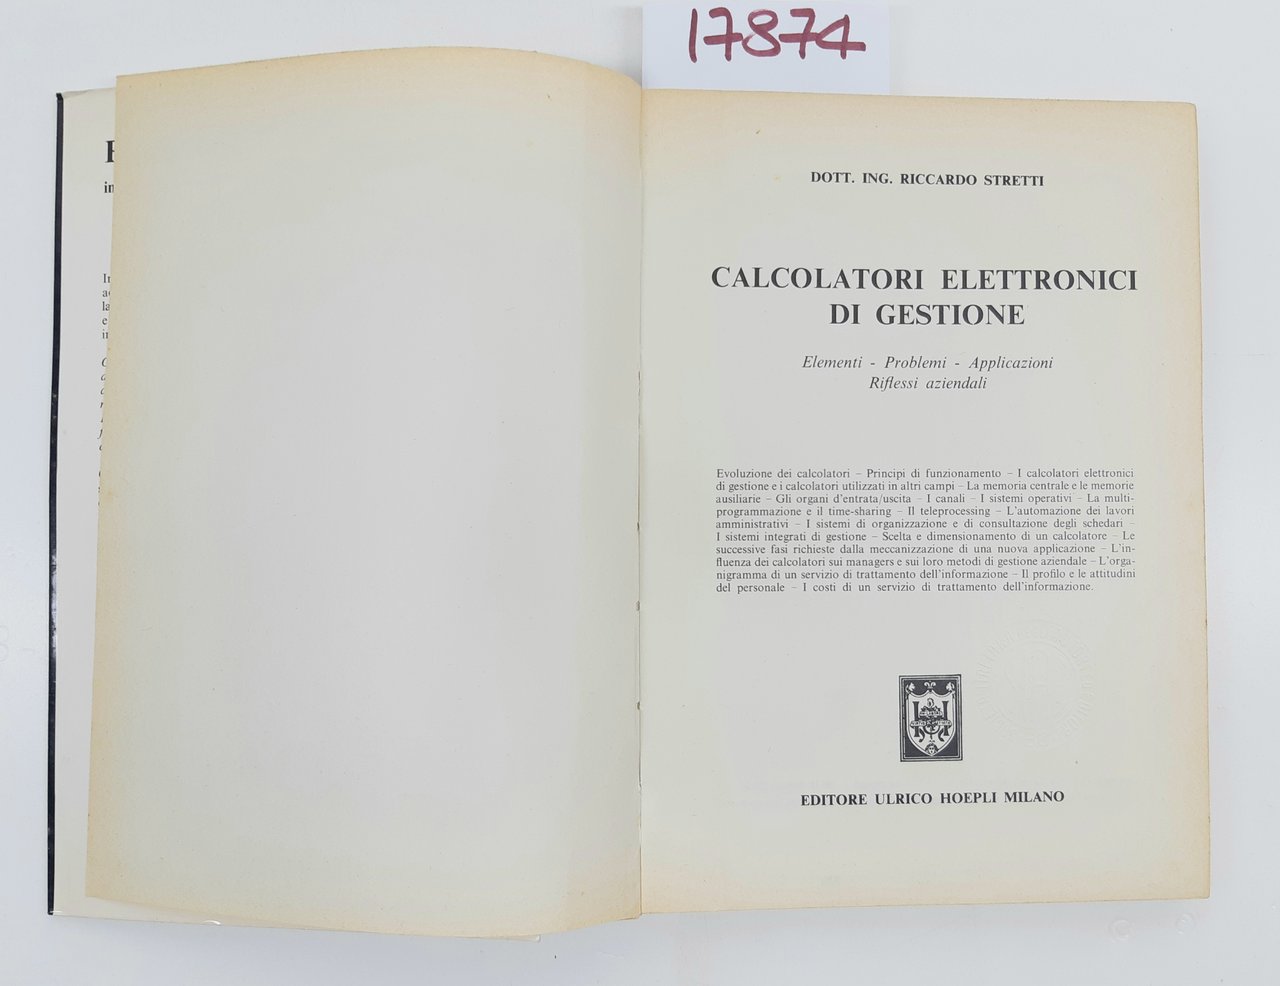 17874
DOTT. ING. RICCARDO STRETTI
CALCOLATORI ELETTRONICI
DI GESTIONE
Elementi - Problemi - Applicazioni
Riflessi aziendali
Evoluzione dei calcolatori – Principi di funzionamento – I calcolatori elettronici
di gestione e i calcolatori utilizzati in altri campi – La memoria centrale e le memorie
ausiliarie – Gli organi d'entrata/uscita – I canali – I sistemi operativi – La multi-
programmazione e il time-sharing – Il teleprocessing – L'automazione dei lavori
amministrativi – I sistemi di organizzazione e di consultazione degli schedari –
I sistemi integrati di gestione – Scelta e dimensionamento di un calcolatore – Le
successive fasi richieste dalla meccanizzazione di una nuova applicazione – L'in-
fluenza dei calcolatori sui managers e sui loro metodi di gestione aziendale – L'orga-
nigramma di un servizio di trattamento dell'informazione – Il profilo e le attitudini
del personale – I costi di un servizio di trattamento dell'informazione.
EDITORE ULRICO HOEPLI MILANO